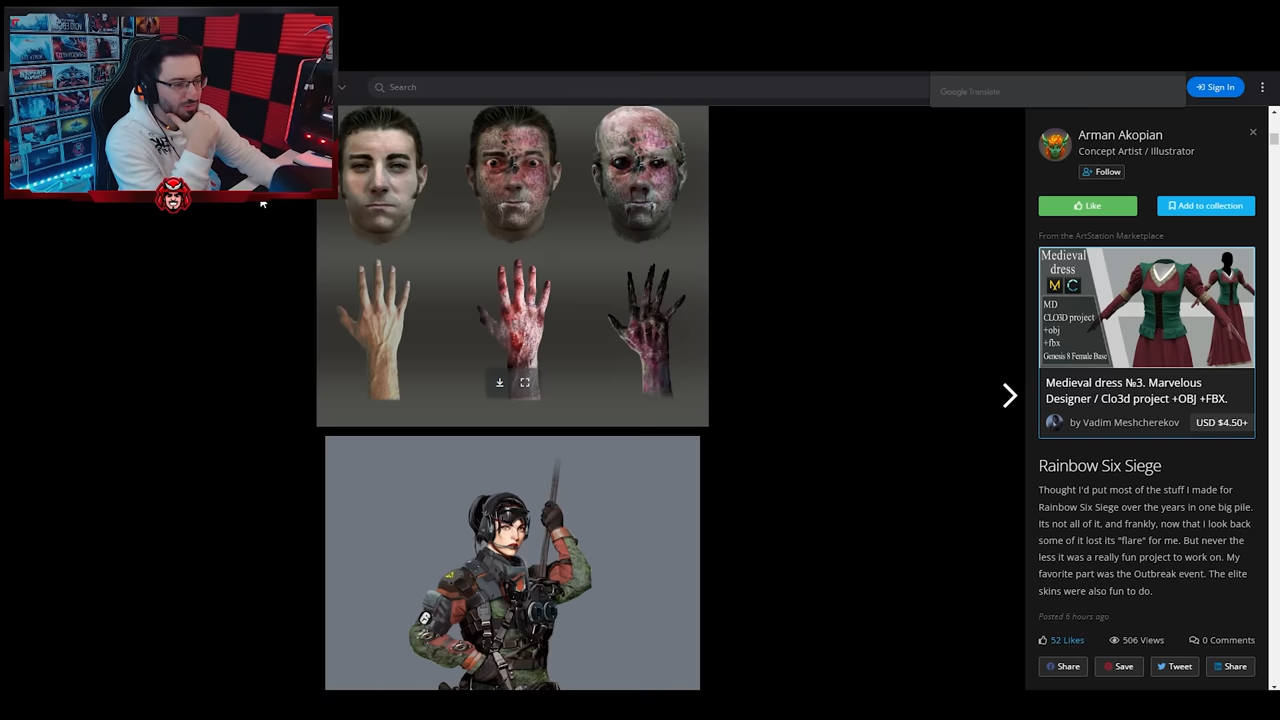 Search
Google Translate
Sign In
Arman Akopian
Concept Artist / Illustrator
Follow
Like
Add to collection
From the ArtStation Marketplace
Medieval
dress
M C
MD
CLO3D project
+obj
+fbx
Genesis 8 Female Base
Medieval dress №3. Marvelous
Designer / Clo3d project +OBJ +FBX.
by Vadim Meshcherekov
USD $4.50+
Rainbow Six Siege
Thought I'd put most of the stuff I made for
Rainbow Six Siege over the years in one big pile.
Its not all of it, and frankly, now that I look back
some of it lost its "flare" for me. But never the
less it was a really fun project to work on. My
favorite part was the Outbreak event. The elite
skins were also fun to do.
Posted 6 hours ago
52 Likes
506 Views
0 Comments
Share
Save
Tweet
Share